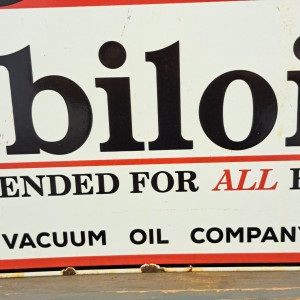 biloi
ENDED FOR ALL
VACUUM OIL COMPANY